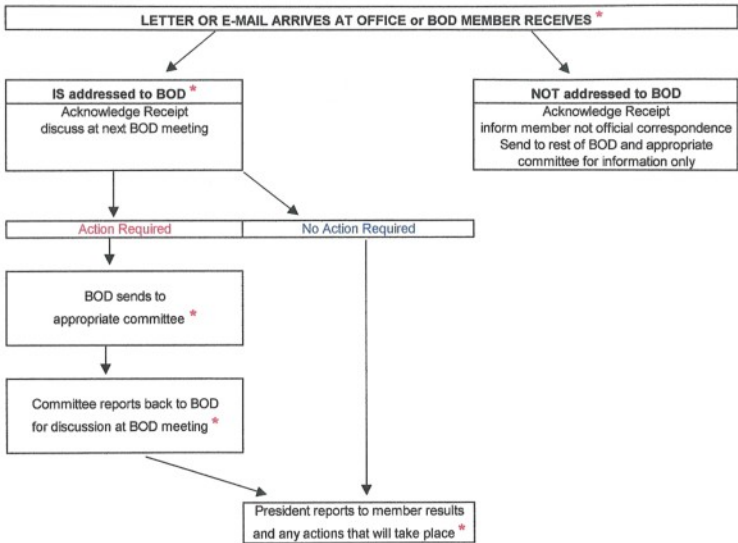 LETTER OR E-MAIL ARRIVES AT OFFICE or BOD MEMBER RECEIVES *
IS addressed to BOD *
Acknowledge Receipt
discuss at next BOD meeting
NOT addressed to BOD
Acknowledge Receipt
inform member not official correspondence
Send to rest of BOD and appropriate
committee for information only
Action Required
No Action Required
BOD sends to
appropriate committee *
Committee reports back to BOD
for discussion at BOD meeting *
President reports to member results
and any actions that will take place *